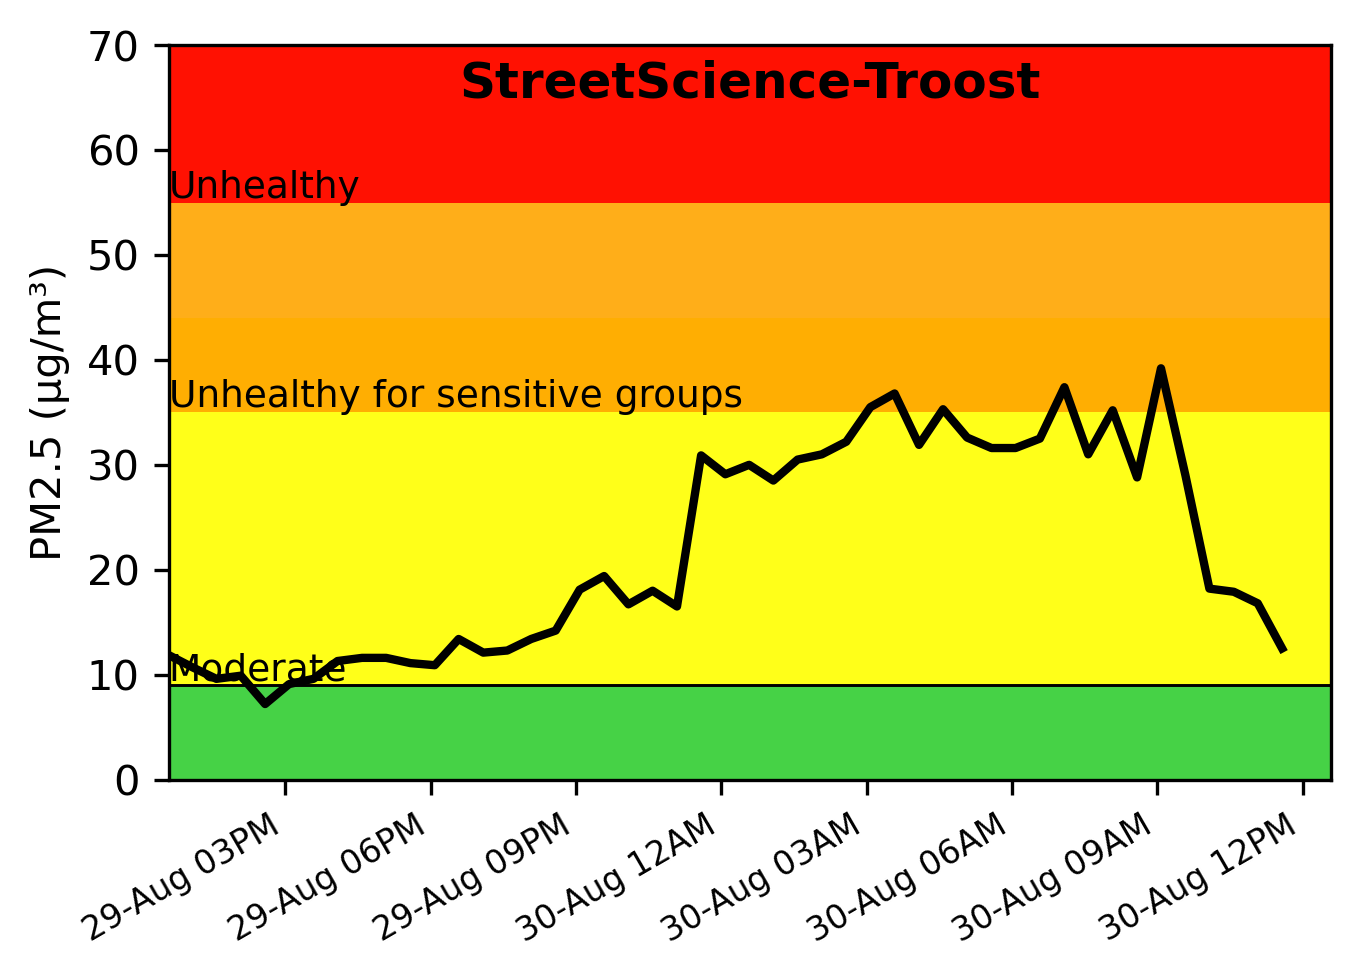 StreetScience-Troost
PM2.5 (µg/m³)
70
60
50
40
30
20
10
0
Unhealthy
Unhealthy for sensitive groups
Moderate
29-Aug 03PM
29-Aug 06PM
29-Aug 09PM
30-Aug 12AM
30-Aug 03AM
30-Aug 06AM
30-Aug 09AM
30-Aug 12PM